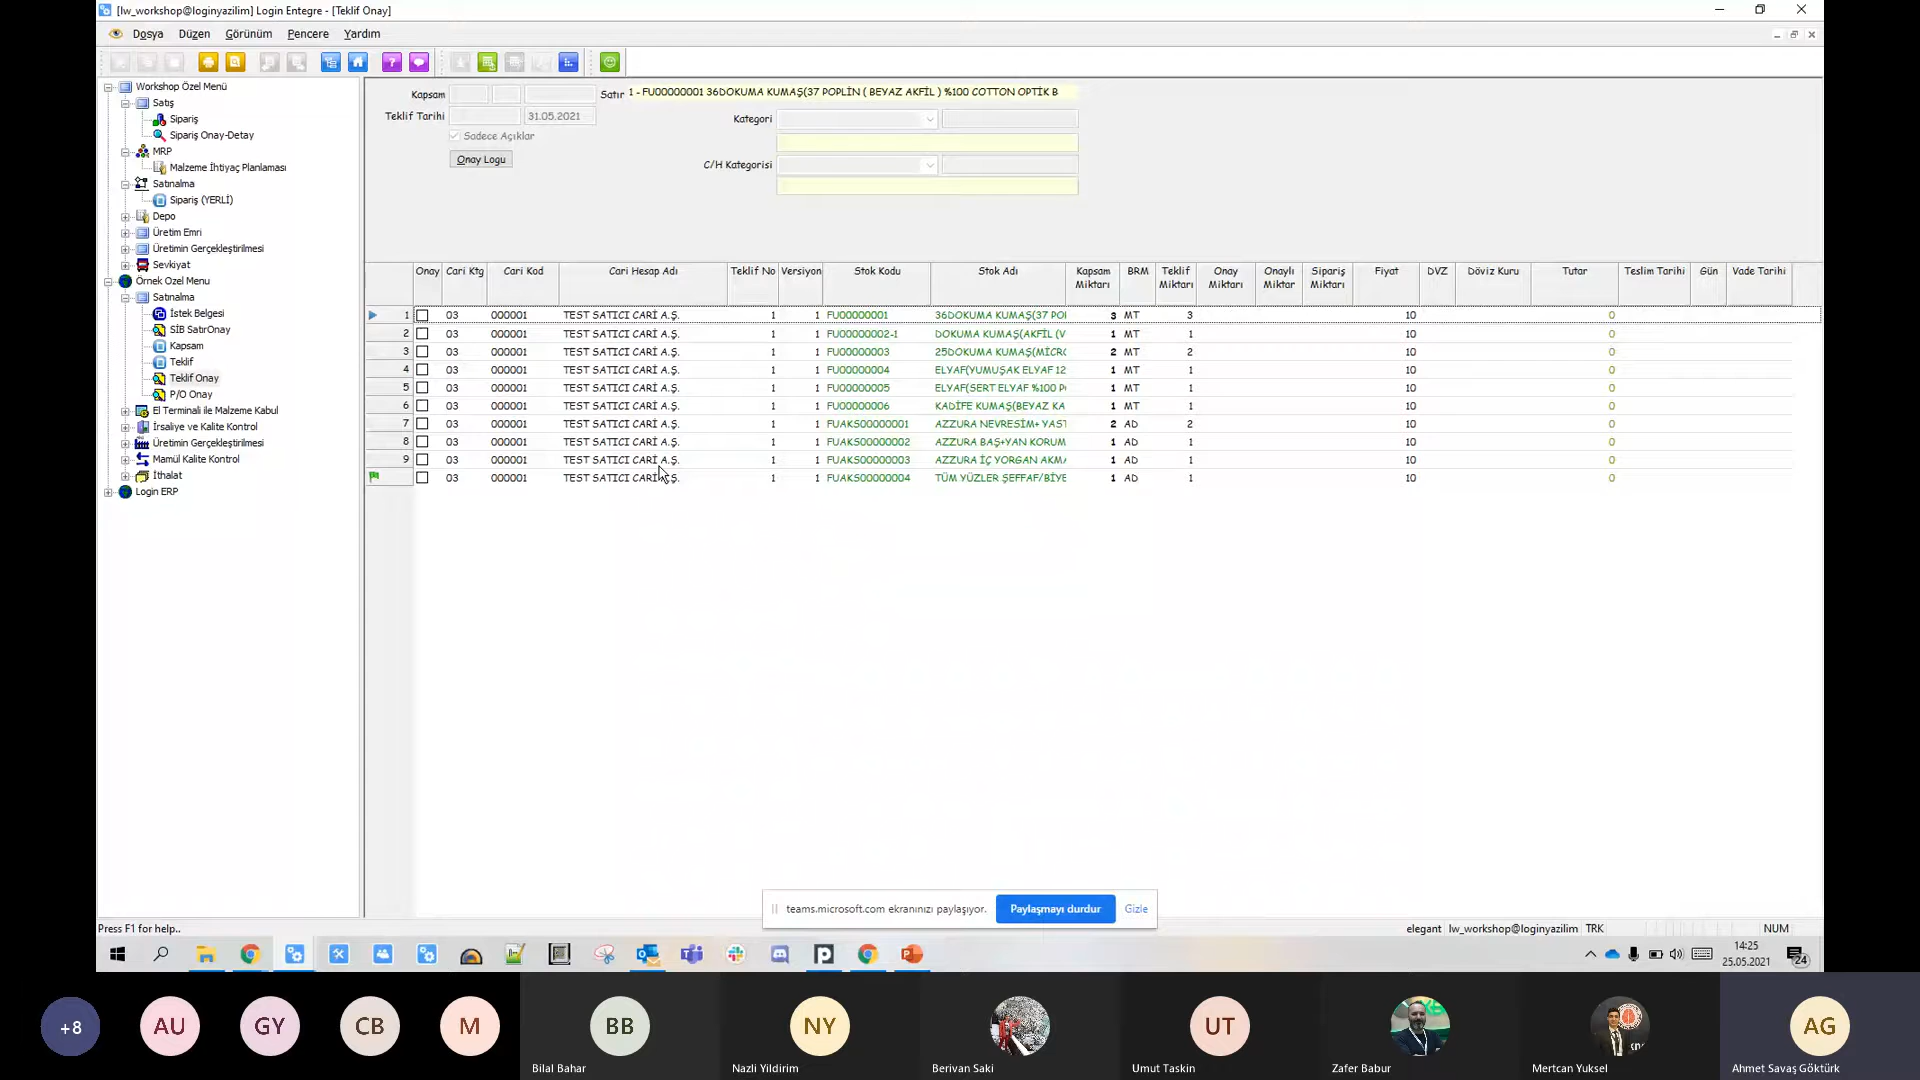 [lw_workshop@loginyazilim] Login Entegre - [Teklif Onay]
Dosya Düzen Görünüm Pencere Yardım
Workshop Özel Menü
Satış
Sipariş
Sipariş Onay-Detay
MRP
Malzeme İhtiyaç Planlaması
Satınalma
Sipariş (YERLİ)
Depo
Üretim Emri
Üretimin Gerçekleştirilmesi
Sevkiyat
Örnek Özel Menu
Satınalma
İstek Belgesi
SİB SatırOnay
Kapsam
Teklif
Teklif Onay
P/O Onay
El Terminali ile Malzeme Kabul
İrsaliye ve Kalite Kontrol
Üretimin Gerçekleştirilmesi
Mamül Kalite Kontrol
İthalat
Login ERP
Kapsam
Satır 1 - FU00000001 36DOKUMA KUMAŞ(37 POPLİN ( BEYAZ AKFİL ) %100 COTTON OPTİK B
Teklif Tarihi 31.05.2021
Kategori
Sadece Açıklar
Onay Logu
C/H Kategorisi
Onay Cari Ktg Cari Kod Cari Hesap Adı Teklif No Versiyon Stok Kodu Stok Adı Kapsam Miktarı BRM Teklif Miktarı Onay Miktarı Onaylı Miktar Sipariş Miktarı Fiyat DVZ Döviz Kuru Tutar Teslim Tarihi Gün Vade Tarihi
1 03 000001 TEST SATICI CARİ A.Ş. 1 1 FU00000001 36DOKUMA KUMAŞ(37 POI 3 MT 3 10 0
2 03 000001 TEST SATICI CARİ A.Ş. 1 1 FU00000002-1 DOKUMA KUMAŞ(AKFİL (V 1 MT 1 10 0
3 03 000001 TEST SATICI CARİ A.Ş. 1 1 FU00000003 25DOKUMA KUMAŞ(MİCR( 2 MT 2 10 0
4 03 000001 TEST SATICI CARİ A.Ş. 1 1 FU00000004 ELYAF(YUMUŞAK ELYAF 12 1 MT 1 10 0
5 03 000001 TEST SATICI CARİ A.Ş. 1 1 FU00000005 ELYAF(SERT ELYAF %100 P 1 MT 1 10 0
6 03 000001 TEST SATICI CARİ A.Ş. 1 1 FU00000006 KADİFE KUMAŞ(BEYAZ KA 1 MT 1 10 0
7 03 000001 TEST SATICI CARİ A.Ş. 1 1 FUAKS00000001 AZZURA NEVRESİM+ YAST 2 AD 2 10 0
8 03 000001 TEST SATICI CARİ A.Ş. 1 1 FUAKS00000002 AZZURA BAŞ+YAN KORUM 1 AD 1 10 0
9 03 000001 TEST SATICI CARİ A.Ş. 1 1 FUAKS00000003 AZZURA İÇ YORGAN AKM 1 AD 1 10 0
03 000001 TEST SATICI CARİ A.Ş. 1 1 FUAKS00000004 TÜM YÜZLER ŞEFFAF/BİYE 1 AD 1 10 0
teams.microsoft.com ekranınızı paylaşıyor. Paylaşmayı durdur Gizle
Press F1 for help..
elegant lw_workshop@loginyazilim TRK NUM
14:25
25.05.2021
24
+8 AU GY CB M BB NY UT AG
Bilal Bahar Nazli Yildirim Berivan Saki Umut Taskin Zafer Babur Mertcan Yuksel Ahmet Savaş Göktürk